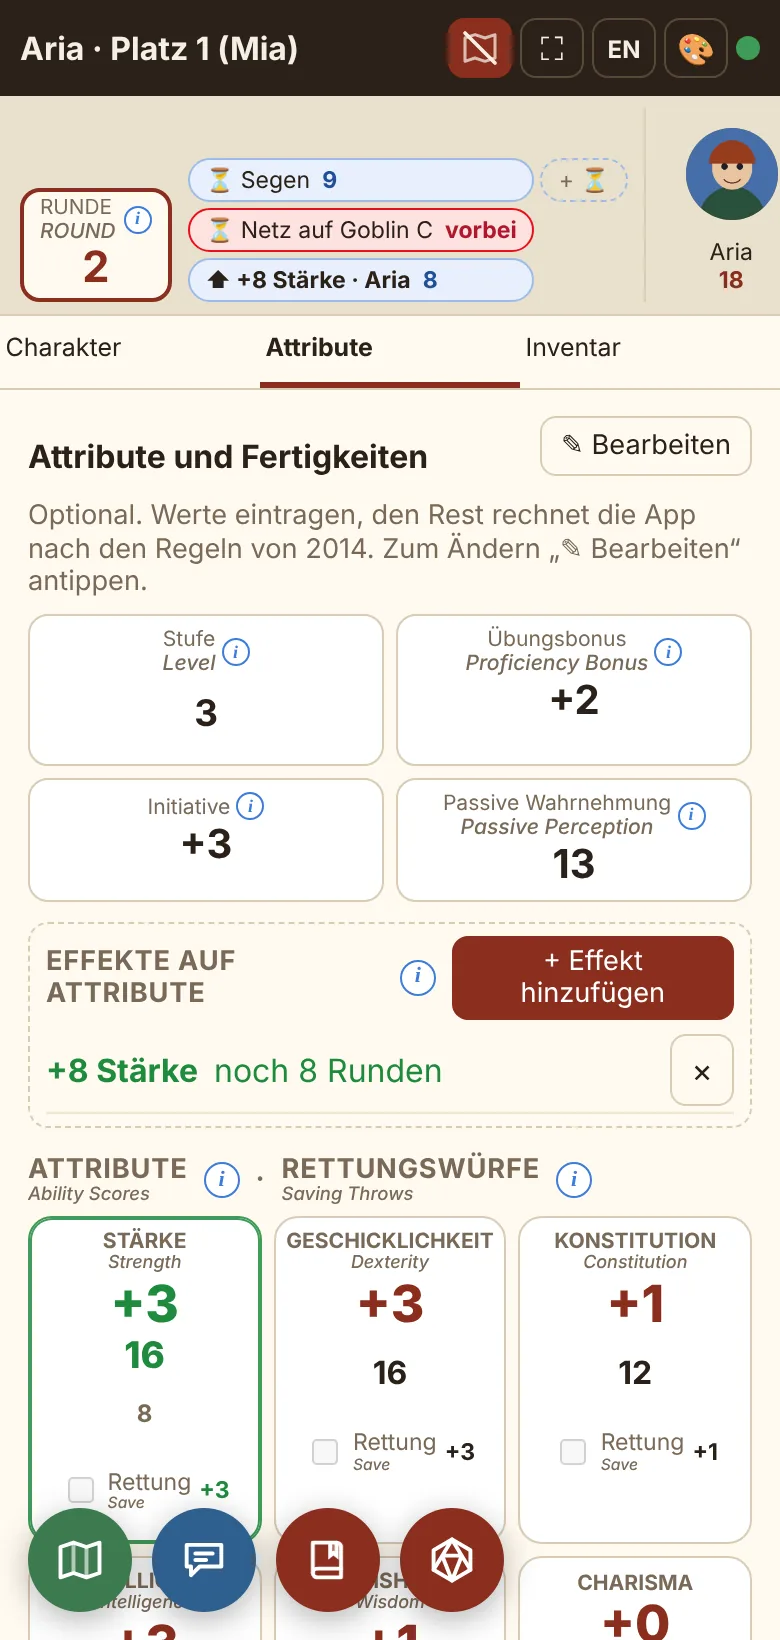 Aria · Platz 1 (Mia)
EN
RUNDE
ROUND
2
Segen 9
Netz auf Goblin C vorbei
+8 Stärke · Aria 8
+
Aria
18
Charakter
Attribute
Inventar
Attribute und Fertigkeiten
✎ Bearbeiten
Optional. Werte eintragen, den Rest rechnet die App
nach den Regeln von 2014. Zum Ändern „✎ Bearbeiten“
antippen.
Stufe
Level
3
Übungsbonus
Proficiency Bonus
+2
Initiative
+3
Passive Wahrnehmung
Passive Perception
13
EFFEKTE AUF
ATTRIBUTE
+ Effekt
hinzufügen
+8 Stärke noch 8 Runden
×
ATTRIBUTE · RETTUNGSWÜRFE
Ability Scores Saving Throws
STÄRKE
Strength
+3
16
8
Rettung +3
Save
GESCHICKLICHKEIT
Dexterity
+3
16
Rettung +3
Save
KONSTITUTION
Constitution
+1
12
Rettung +1
Save
Wisdom
CHARISMA
+0